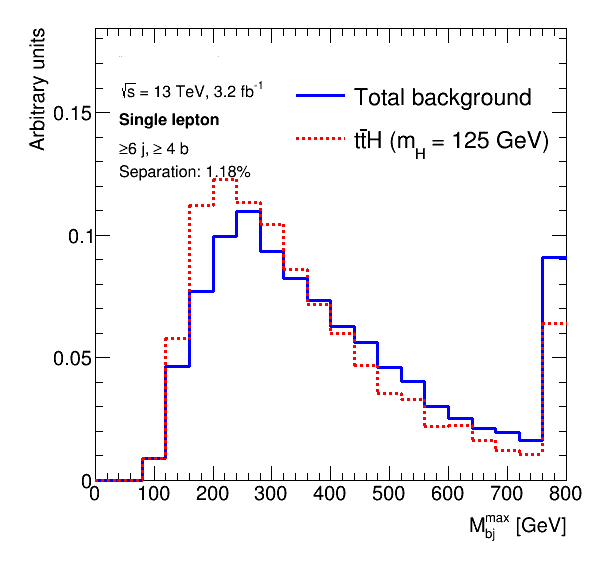 Arbitrary units
√s = 13 TeV, 3.2 fb⁻¹
Single lepton
≥6 j, ≥ 4 b
Separation: 1.18%
Total background
tt̄H (m_H = 125 GeV)
0.15
0.1
0.05
0
0 100 200 300 400 500 600 700 800
M_bj^max [GeV]